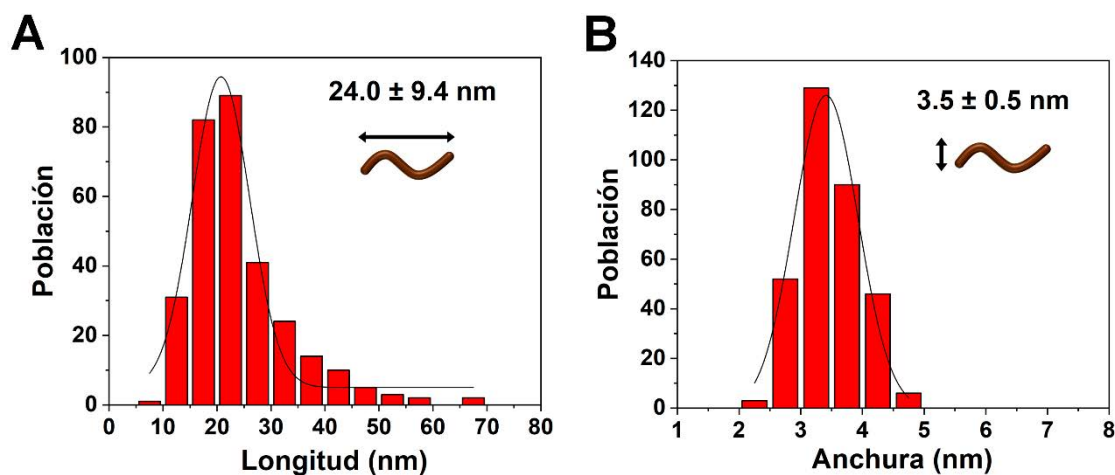 A
100
80
60
40
20
0
Población
24.0 ± 9.4 nm
0 10 20 30 40 50 60 70 80
Longitud (nm)
B
140
120
100
80
60
40
20
0
Población
3.5 ± 0.5 nm
1 2 3 4 5 6 7 8
Anchura (nm)